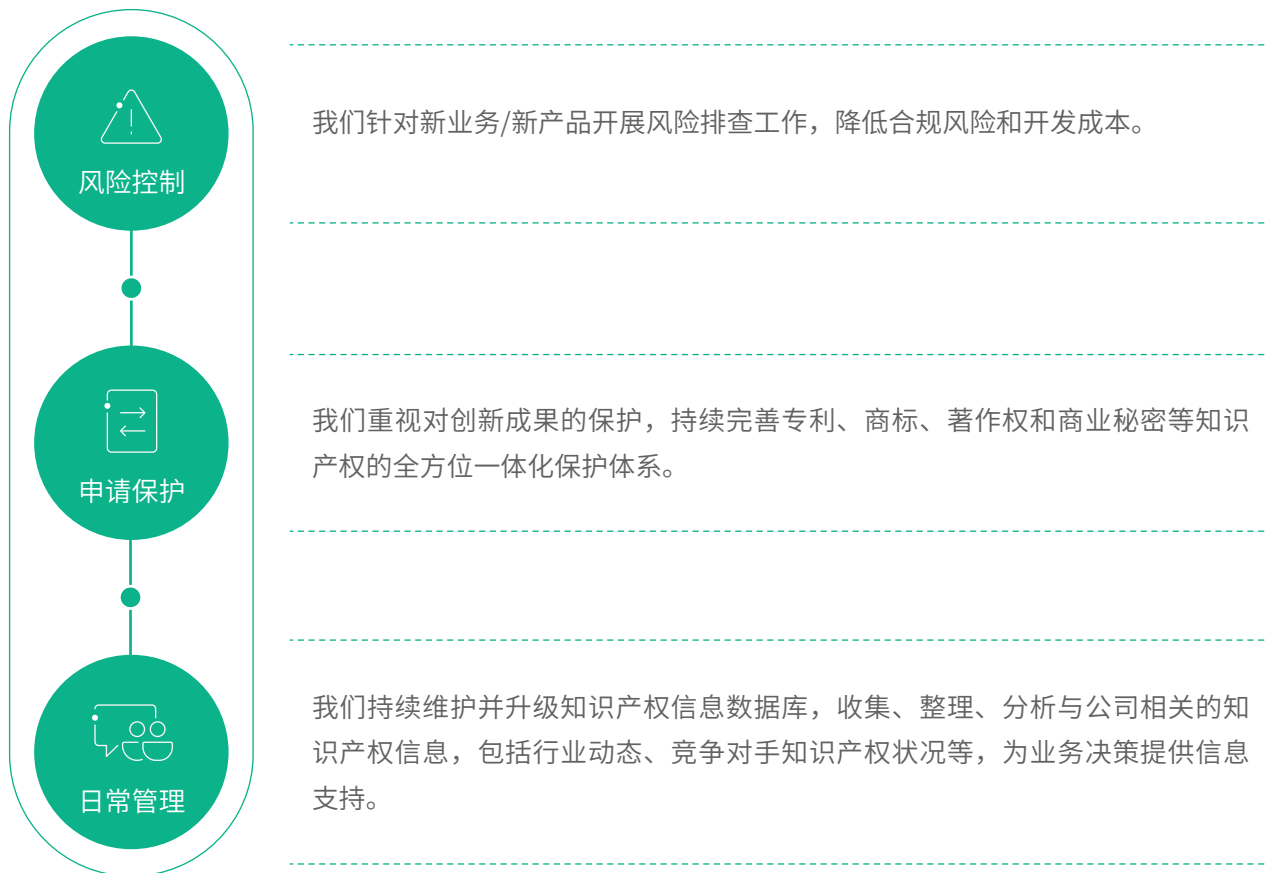 风险控制
我们针对新业务/新产品开展风险排查工作，降低合规风险和开发成本。
申请保护
我们重视对创新成果的保护，持续完善专利、商标、著作权和商业秘密等知识
产权的全方位一体化保护体系。
日常管理
我们持续维护并升级知识产权信息数据库，收集、整理、分析与公司相关的知
识产权信息，包括行业动态、竞争对手知识产权状况等，为业务决策提供信息
支持。